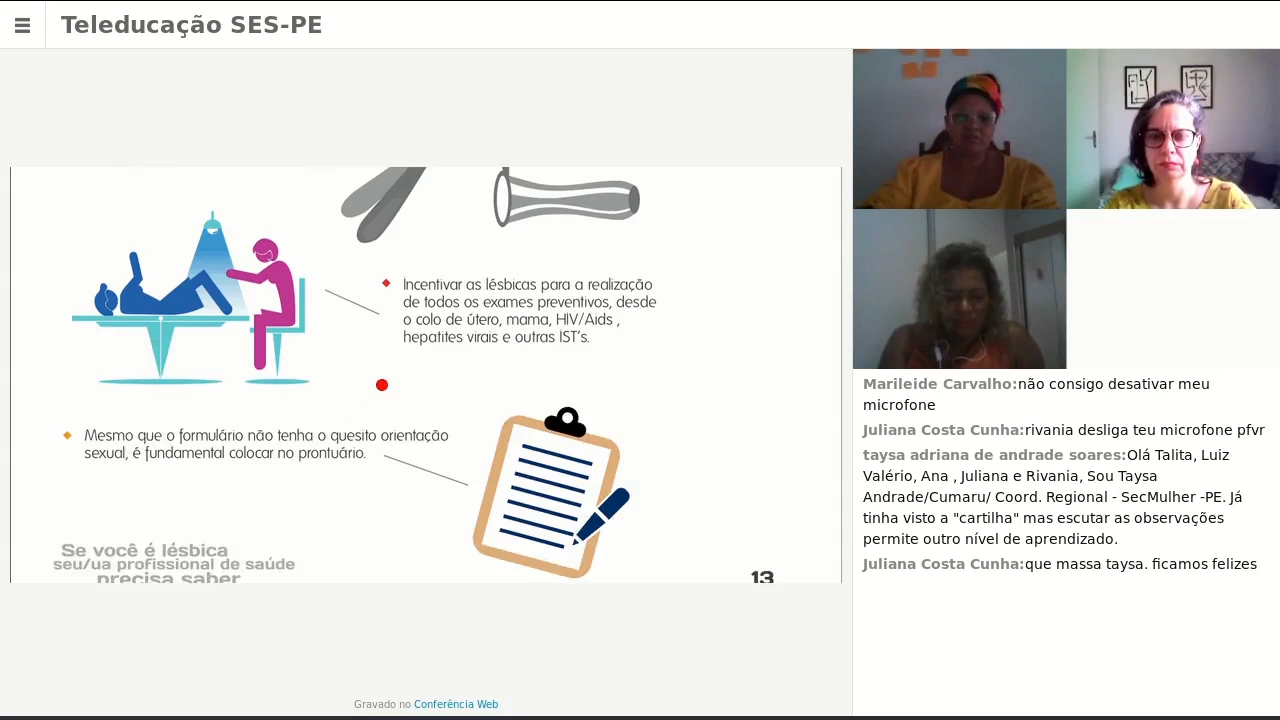 Teleducação SES-PE
Incentivar as lésbicas para a realização
de todos os exames preventivos, desde
o colo de útero, mama, HIV/Aids ,
hepatites virais e outras IST's.
Mesmo que o formulário não tenha o quesito orientação
sexual, é fundamental colocar no prontuário.
Se você é lésbica
seu/ua profissional de saúde
precisa saber
13
Marileide Carvalho:não consigo desativar meu
microfone
Juliana Costa Cunha:rivania desliga teu microfone pfvr
taysa adriana de andrade soares:Olá Talita, Luiz
Valério, Ana , Juliana e Rivania, Sou Taysa
Andrade/Cumaru/ Coord. Regional - SecMulher -PE. Já
tinha visto a "cartilha" mas escutar as observações
permite outro nível de aprendizado.
Juliana Costa Cunha:que massa taysa. ficamos felizes
Gravado no Conferência Web